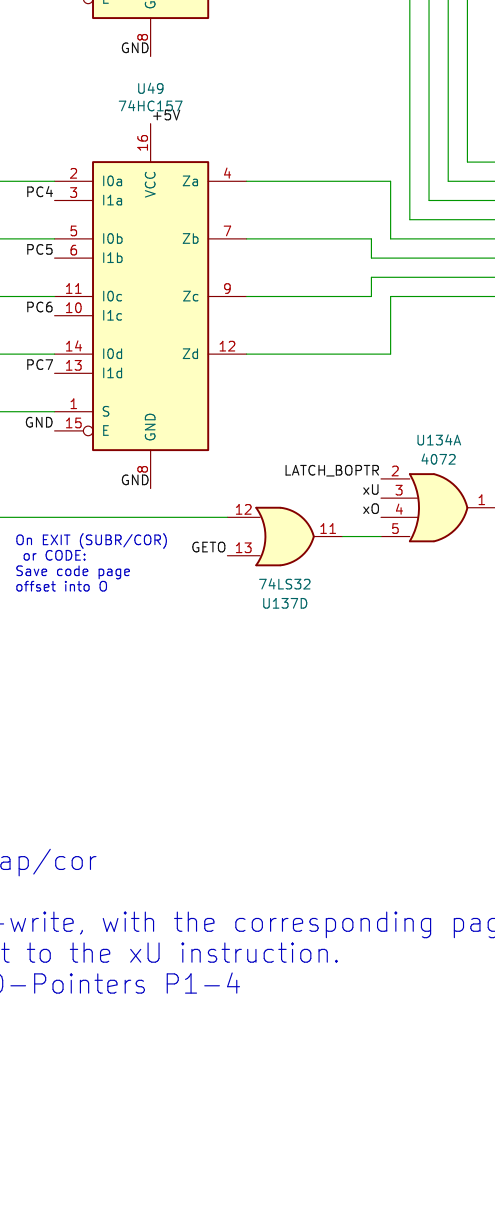 GND
8
U49
74HC157
+5V
16
VCC
2 I0a Za 4
PC4 3 I1a
5 I0b Zb 7
PC5 6 I1b
11 I0c Zc 9
PC6 10 I1c
14 I0d Zd 12
PC7 13 I1d
1 S
GND 15 E
GND
GND
8
U134A
4072
LATCH_BOPTR 2
xU 3
xO 4
5
1
12
GETO 13
11
74LS32
U137D
On EXIT (SUBR/COR)
or CODE:
Save code page
offset into O
ap/cor
-write, with the corresponding pag
t to the xU instruction.
-Pointers P1-4